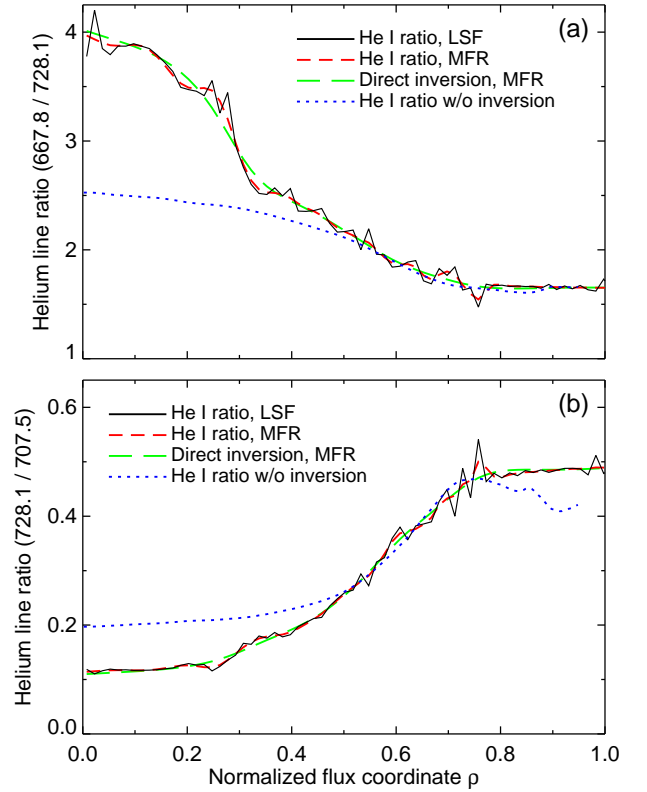 (a)
He I ratio, LSF
He I ratio, MFR
Direct inversion, MFR
He I ratio w/o inversion
Helium line ratio (667.8 / 728.1)
4
3
2
1
(b)
He I ratio, LSF
He I ratio, MFR
Direct inversion, MFR
He I ratio w/o inversion
Helium line ratio (728.1 / 707.5)
0.6
0.4
0.2
0.0
0.0 0.2 0.4 0.6 0.8 1.0
Normalized flux coordinate ρ